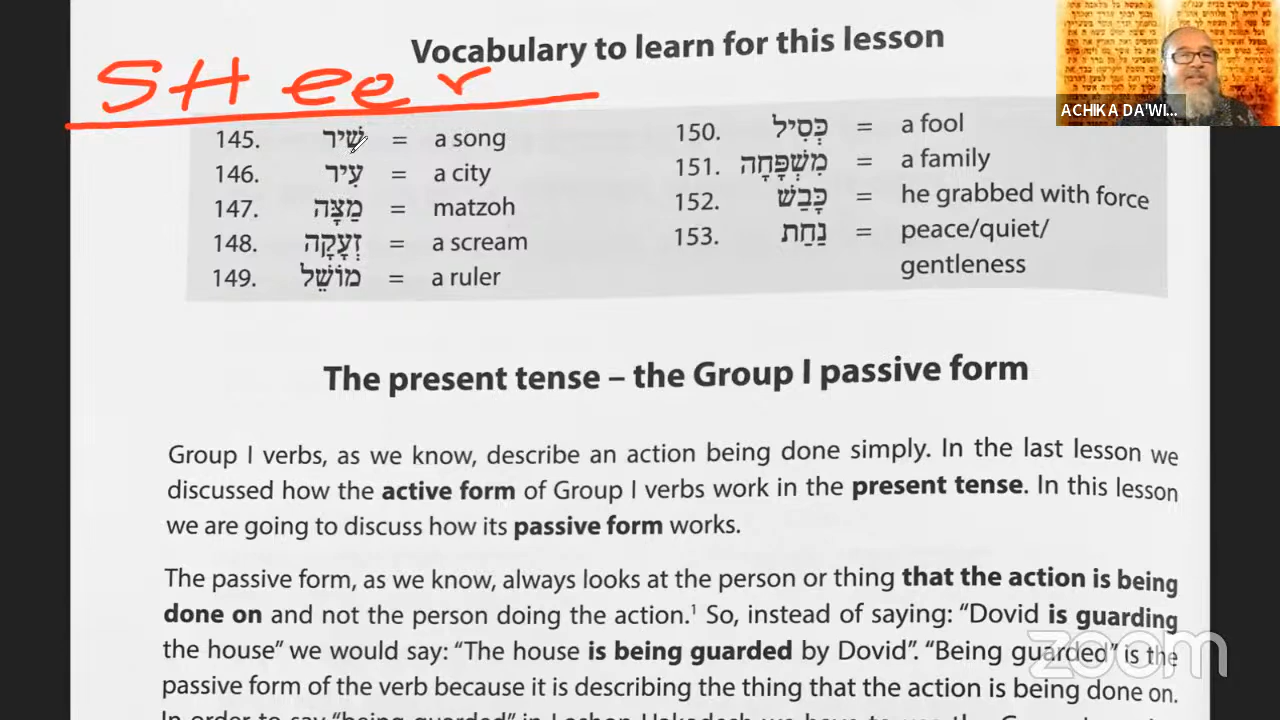 Vocabulary to learn for this lesson
SHeer
145. שִׁיר = a song
146. עִיר = a city
147. מַצָּה = matzoh
148. זְעָקָה = a scream
149. מוֹשֵׁל = a ruler
150. כְּסִיל = a fool
151. מִשְׁפָּחָה = a family
152. כָּבַשׁ = he grabbed with force
153. נַחַת = peace/quiet/
gentleness
The present tense – the Group I passive form
Group I verbs, as we know, describe an action being done simply. In the last lesson we
discussed how the active form of Group I verbs work in the present tense. In this lesson
we are going to discuss how its passive form works.
The passive form, as we know, always looks at the person or thing that the action is being
done on and not the person doing the action.¹ So, instead of saying: “Dovid is guarding
the house” we would say: “The house is being guarded by Dovid”. “Being guarded” is the
passive form of the verb because it is describing the thing that the action is being done on.
ACHIKA DA'WI...
zoom